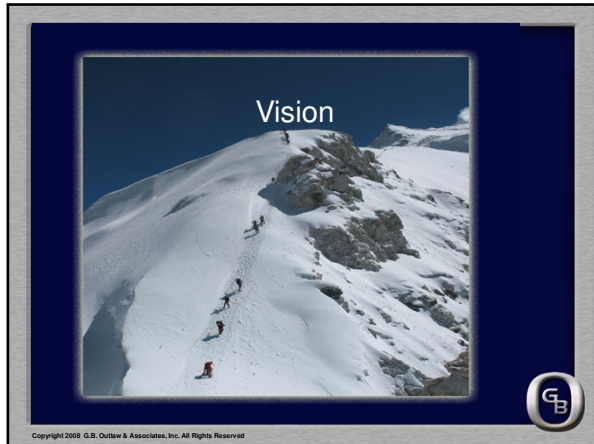 Vision
GB
Copyright 2008 G.B. Outlaw & Associates, Inc. All Rights Reserved